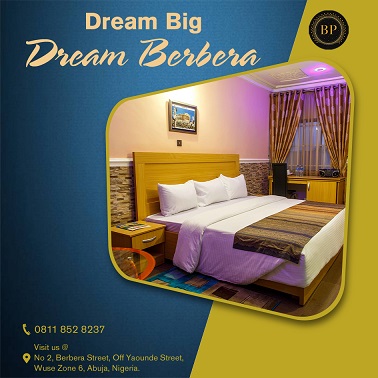 Dream Big
Dream Berbera
BP
0811 852 8237
Visit us @
No 2, Berbera Street, Off Yaounde Street,
Wuse Zone 6, Abuja, Nigeria.